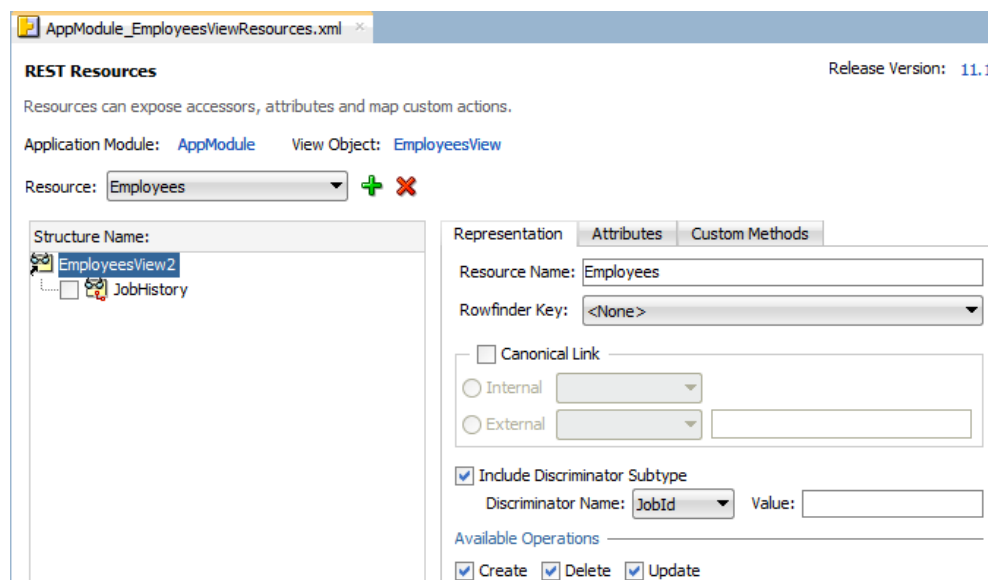 AppModule_EmployeesViewResources.xml
REST Resources
Release Version: 11.1
Resources can expose accessors, attributes and map custom actions.
Application Module: AppModule View Object: EmployeesView
Resource: Employees
Structure Name:
EmployeesView2
JobHistory
Representation Attributes Custom Methods
Resource Name: Employees
Rowfinder Key: <None>
Canonical Link
Internal
External
Include Discriminator Subtype
Discriminator Name: JobId Value:
Available Operations
Create Delete Update